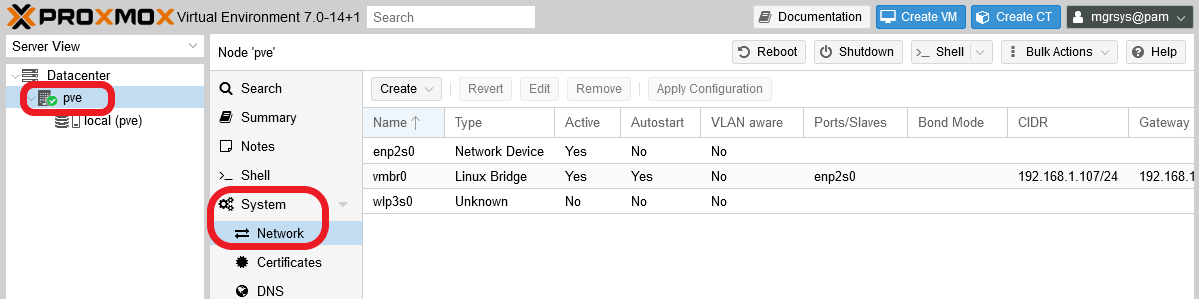 PROXMOX Virtual Environment 7.0-14+1 Search Documentation Create VM Create CT mgrsys@pam
Server View
Datacenter
pve
local (pve)
Node 'pve' Reboot Shutdown >_ Shell Bulk Actions Help
Search
Summary
Notes
>_ Shell
System
Network
Certificates
DNS
Create Revert Edit Remove Apply Configuration
Name Type Active Autostart VLAN aware Ports/Slaves Bond Mode CIDR Gateway
enp2s0 Network Device Yes No No
vmbr0 Linux Bridge Yes Yes No enp2s0 192.168.1.107/24 192.168.1
wlp3s0 Unknown No No No